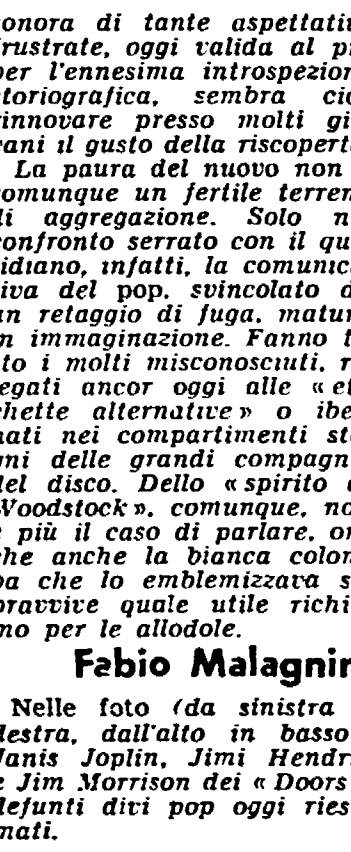 onora di tante aspettati
frustrate, oggi valida al p
per l'ennesima introspezion
storiografica, sembra cio
rinnovare presso molti gi
vani il gusto della riscopert
La paura del nuovo non
comunque un fertile terren
di aggregazione. Solo n
confronto serrato con il qu
tidiano, infatti, la comunic
tiva del pop, svincolato d
un retaggio di fuga, matur
in immaginazione. Fanno t
sto i molti misconosciuti, r
legati ancor oggi alle « et
chette alternative » o ibe
nati nei compartimenti st
gni delle grandi compagn
del disco. Dello « spirito
Woodstock », comunque, no
è più il caso di parlare, or
che anche la bianca colom
ba che lo emblemizzava s
pravvive quale utile richi
mo per le allodole.
Fabio Malagnin
Nelle foto (da sinistra
destra, dall'alto in basso
Janis Joplin, Jimi Hendr
e Jim Morrison dei « Doors
defunti divi pop oggi ries
mati.